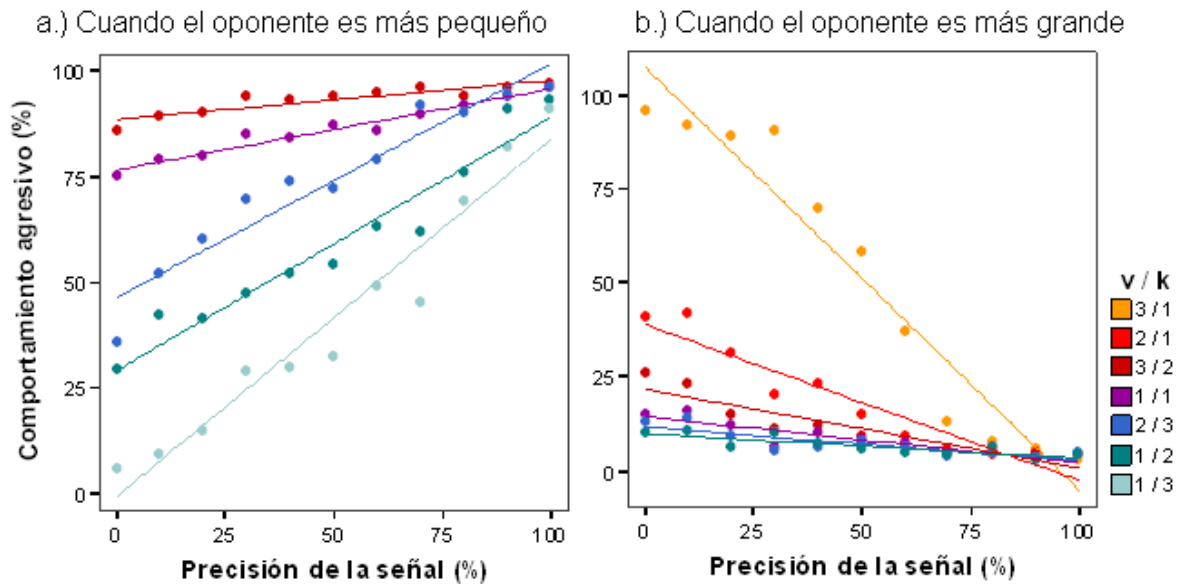 a.) Cuando el oponente es más pequeño
b.) Cuando el oponente es más grande
Comportamiento agresivo (%)
100
75
50
25
0
0 25 50 75 100
Precisión de la señal (%)
100
75
50
25
0
0 25 50 75 100
Precisión de la señal (%)
v / k
3 / 1
2 / 1
3 / 2
1 / 1
2 / 3
1 / 2
1 / 3